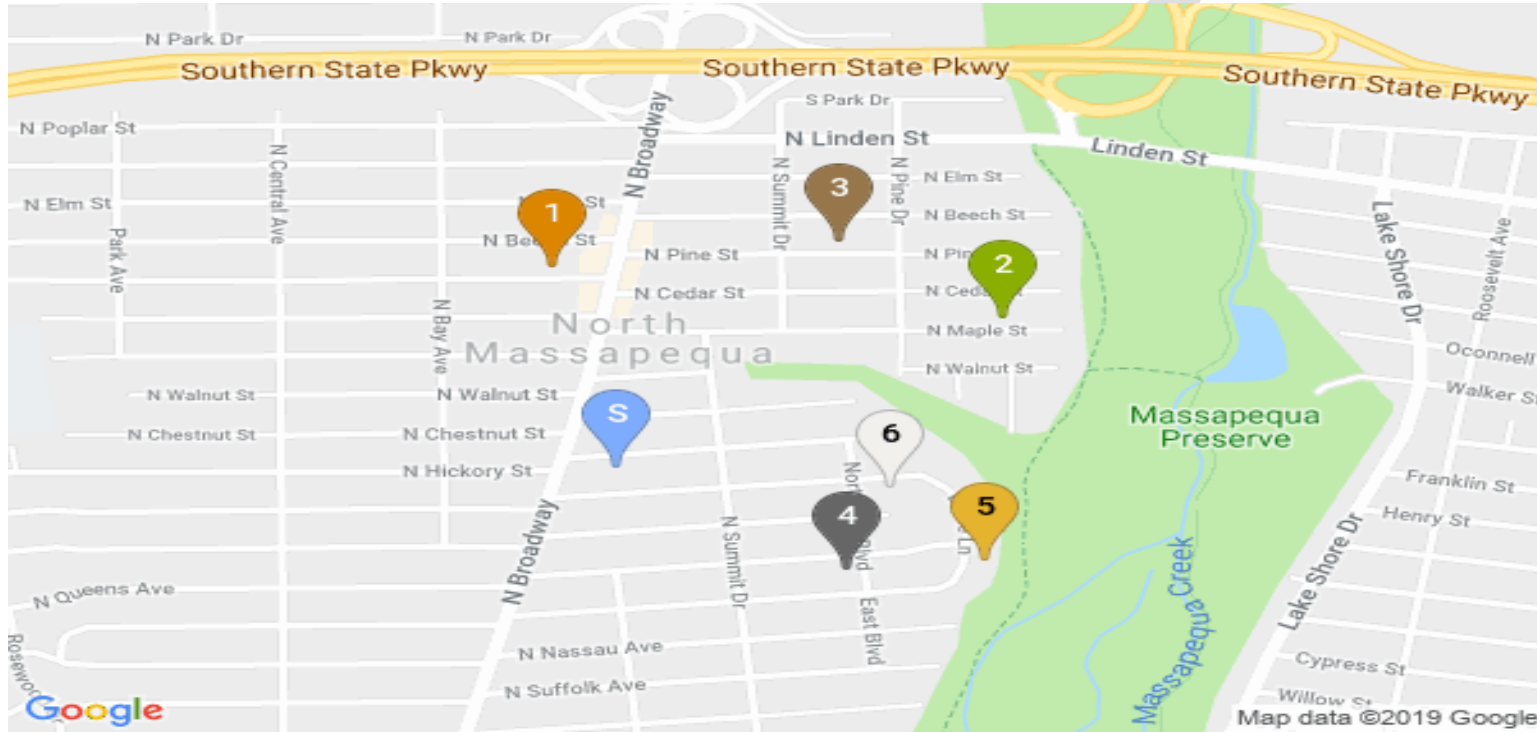 N Park Dr
N Park Dr
Southern State Pkwy
Southern State Pkwy
Southern State Pkwy
S Park Dr
N Poplar St
N Linden St
Linden St
N Broadway
N Central Ave
N Summit Dr
N Pine Dr
N Elm St
3
N Elm St
St
1
N Beech St
Park Ave
N St
N Pine St
2
N Cedar St
N
N Maple St
Lake Shore Dr
Roosevelt Ave
N Bay Ave
North
Massapequa
Oconnell
N Walnut St
N Walnut St
N Walnut St
Walker St
S
N Chestnut St
N Chestnut St
6
Massapequa
Preserve
N Hickory St
Franklin St
5
4
Henry St
N Broadway
N Summit Dr
Blvd
Ln
East Blvd
Massapequa Creek
Lake Shore Dr
N Queens Ave
N Nassau Ave
N Suffolk Ave
Cypress St
Willow St
Google
Map data ©2019 Google